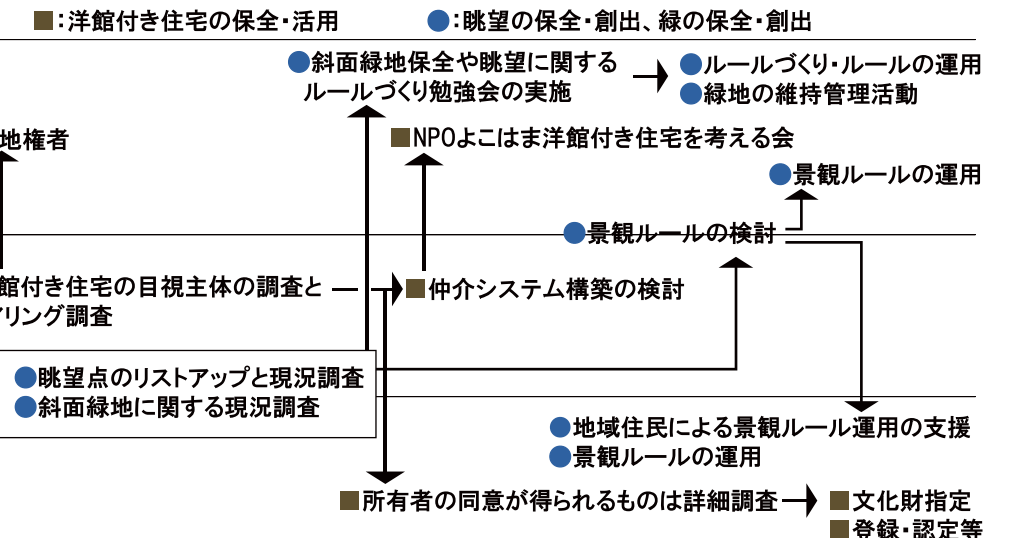 ■:洋館付き住宅の保全・活用
●:眺望の保全・創出、緑の保全・創出
●斜面緑地保全や眺望に関する
ルールづくり勉強会の実施
●ルールづくり・ルールの運用
●緑地の維持管理活動
地権者
■NPOよこはま洋館付き住宅を考える会
●景観ルールの運用
●景観ルールの検討
館付き住宅の目視主体の調査と
リング調査
■仲介システム構築の検討
●眺望点のリストアップと現況調査
●斜面緑地に関する現況調査
●地域住民による景観ルール運用の支援
●景観ルールの運用
■所有者の同意が得られるものは詳細調査
■文化財指定
■登録・認定等